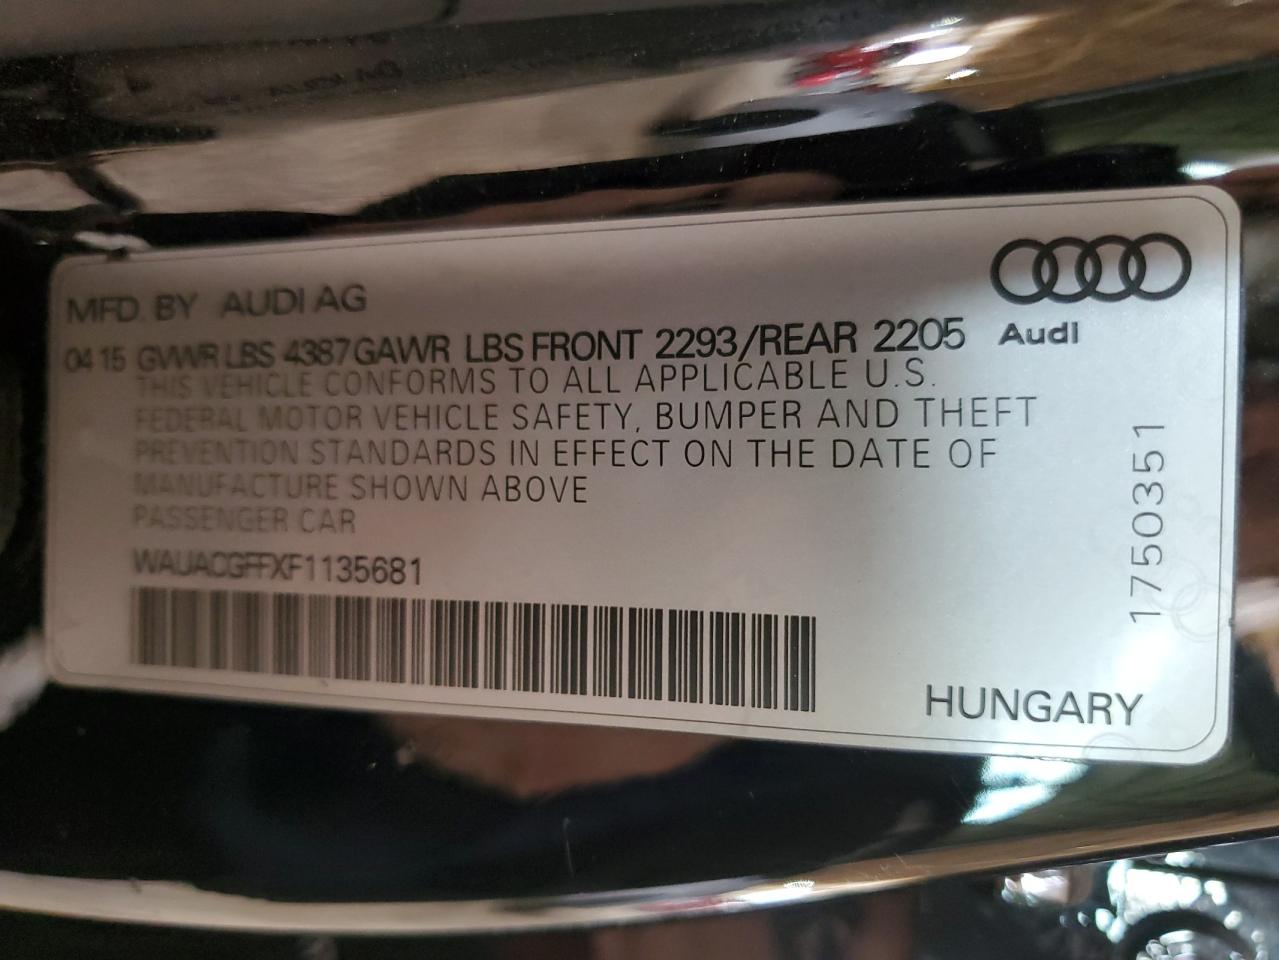 MFD. BY AUDI AG
04 15 GVWR LBS 4387 GAWR LBS FRONT 2293/REAR 2205
Audi
THIS VEHICLE CONFORMS TO ALL APPLICABLE U.S.
FEDERAL MOTOR VEHICLE SAFETY, BUMPER AND THEFT
PREVENTION STANDARDS IN EFFECT ON THE DATE OF
MANUFACTURE SHOWN ABOVE
PASSENGER CAR
WAUACGFFXF1135681
1750351
HUNGARY